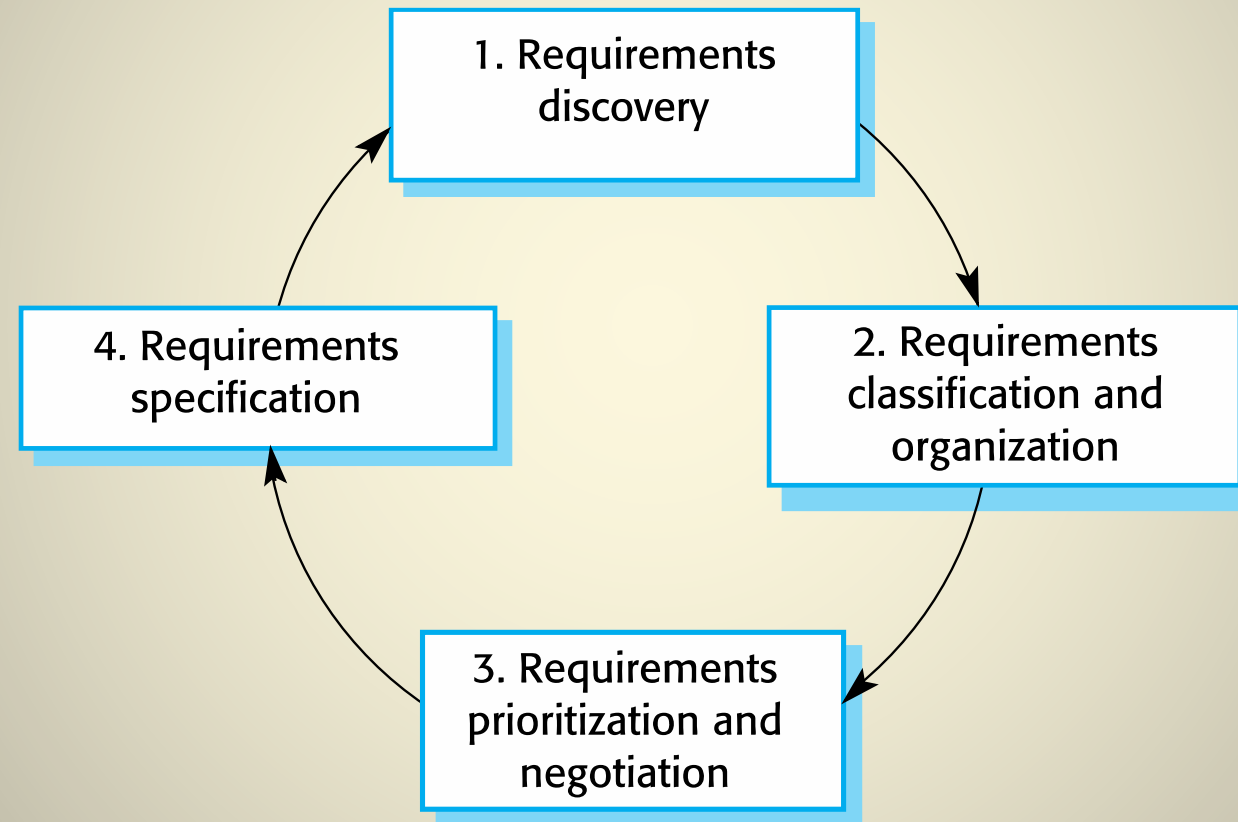 1. Requirements
discovery
2. Requirements
classification and
organization
3. Requirements
prioritization and
negotiation
4. Requirements
specification